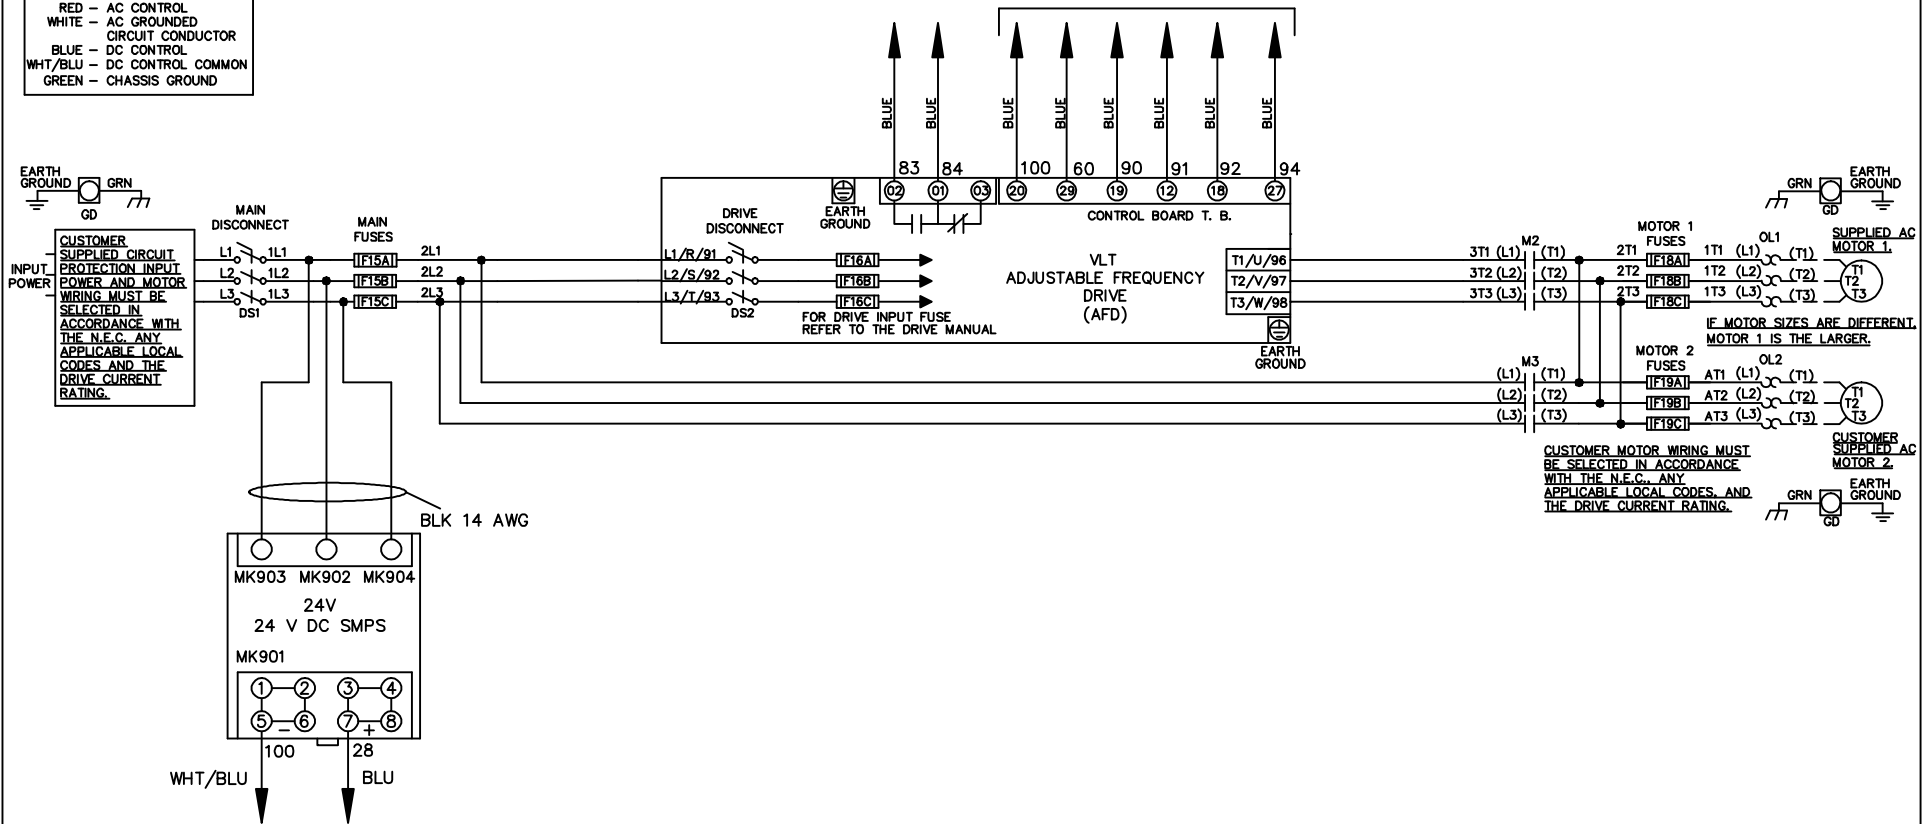 RED – AC CONTROL
WHITE – AC GROUNDED
CIRCUIT CONDUCTOR
BLUE – DC CONTROL
WHT/BLU – DC CONTROL COMMON
GREEN – CHASSIS GROUND
BLUE
BLUE
BLUE
BLUE
BLUE
BLUE
BLUE
BLUE
83 84 100 60 90 91 92 94
02 01 03 20 29 19 12 18 27
EARTH
GROUND
CONTROL BOARD T. B.
EARTH
GROUND
GRN
GD
INPUT
POWER
CUSTOMER
SUPPLIED CIRCUIT
PROTECTION INPUT
POWER AND MOTOR
WIRING MUST BE
SELECTED IN
ACCORDANCE WITH
THE N.E.C. ANY
APPLICABLE LOCAL
CODES AND THE
DRIVE CURRENT
RATING.
MAIN
DISCONNECT
L1 1L1
L2 1L2
L3 1L3
DS1
MAIN
FUSES
F15A
F15B
F15C
2L1
2L2
2L3
DRIVE
DISCONNECT
L1/R/91
L2/S/92
L3/T/93
DS2
F16A
F16B
F16C
FOR DRIVE INPUT FUSE
REFER TO THE DRIVE MANUAL
VLT
ADJUSTABLE FREQUENCY
DRIVE
(AFD)
T1/U/96
T2/V/97
T3/W/98
EARTH
GROUND
M2
3T1 (L1) (T1)
3T2 (L2) (T2)
3T3 (L3) (T3)
MOTOR 1
FUSES
2T1 F18A 1T1 (L1)
2T2 F18B 1T2 (L2)
2T3 F18C 1T3 (L3)
OL1
(T1)
(T2)
(T3)
GRN
GD
EARTH
GROUND
SUPPLIED AC
MOTOR 1.
T1
T2
T3
IF MOTOR SIZES ARE DIFFERENT,
MOTOR 1 IS THE LARGER.
M3
(L1) (T1)
(L2) (T2)
(L3) (T3)
MOTOR 2
FUSES
F19A AT1 (L1)
F19B AT2 (L2)
F19C AT3 (L3)
OL2
(T1)
(T2)
(T3)
T1
T2
T3
CUSTOMER
SUPPLIED AC
MOTOR 2.
CUSTOMER MOTOR WIRING MUST
BE SELECTED IN ACCORDANCE
WITH THE N.E.C., ANY
APPLICABLE LOCAL CODES, AND
THE DRIVE CURRENT RATING.
GRN
GD
EARTH
GROUND
BLK 14 AWG
MK903 MK902 MK904
24V
24 V DC SMPS
MK901
1 2 3 4
5 6 7 8
– +
100 28
WHT/BLU BLU